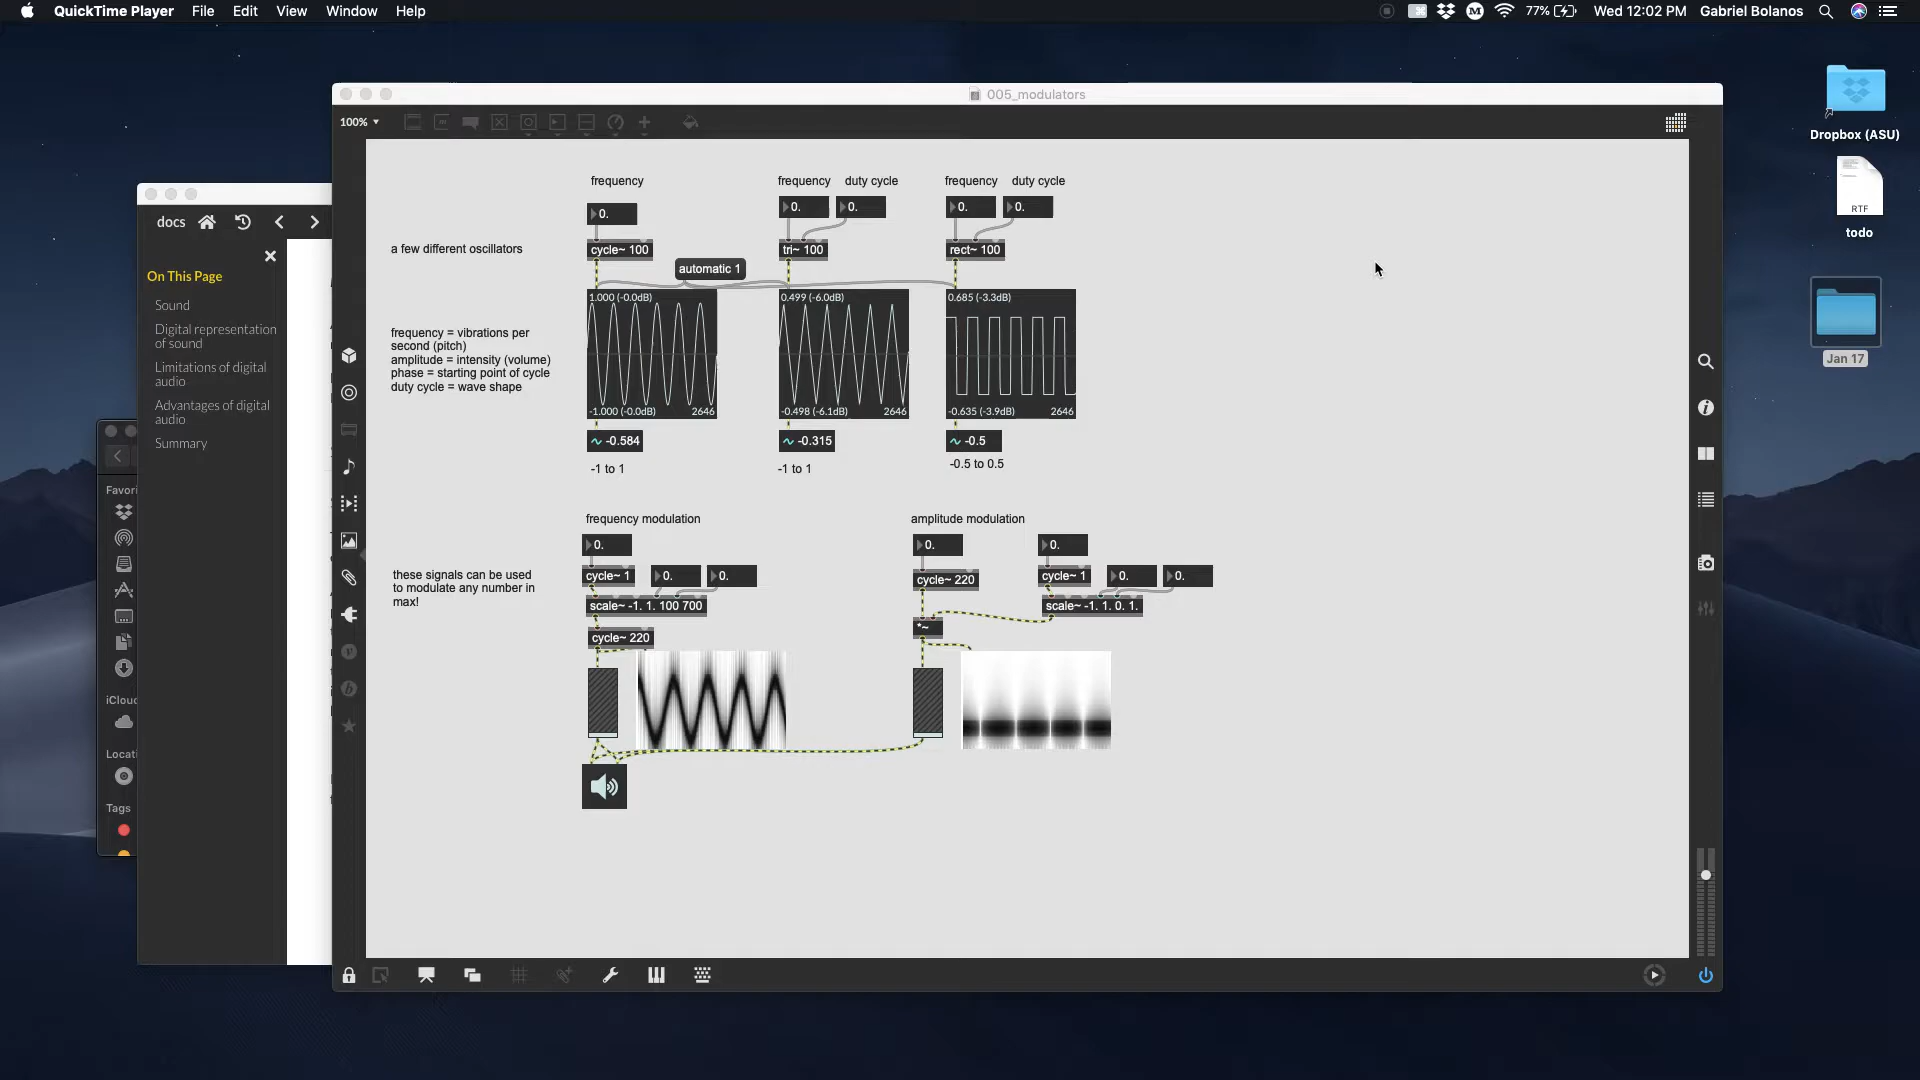 QuickTime Player File Edit View Window Help
77% Wed 12:02 PM Gabriel Bolanos
005_modulators
100%
Dropbox (ASU)
RTF
todo
Jan 17
docs
On This Page
Sound
Digital representation
of sound
Limitations of digital
audio
Advantages of digital
audio
Summary
Favori
iCloud
Locati
Tags
frequency
frequency duty cycle
frequency duty cycle
0.
0. 0.
0. 0.
a few different oscillators
cycle~ 100
tri~ 100
rect~ 100
automatic 1
1.000 (-0.0dB)
0.499 (-6.0dB)
0.685 (-3.3dB)
frequency = vibrations per
second (pitch)
amplitude = intensity (volume)
phase = starting point of cycle
duty cycle = wave shape
-1.000 (-0.0dB) 2646
-0.498 (-6.1dB) 2646
-0.635 (-3.9dB) 2646
-0.584
-0.315
-0.5
-1 to 1
-1 to 1
-0.5 to 0.5
frequency modulation
amplitude modulation
0.
0.
0.
these signals can be used
to modulate any number in
max!
cycle~ 1
0. 0.
scale~ -1. 1. 100 700
cycle~ 220
cycle~ 220
cycle~ 1
0. 0.
scale~ -1. 1. 0. 1.
*~